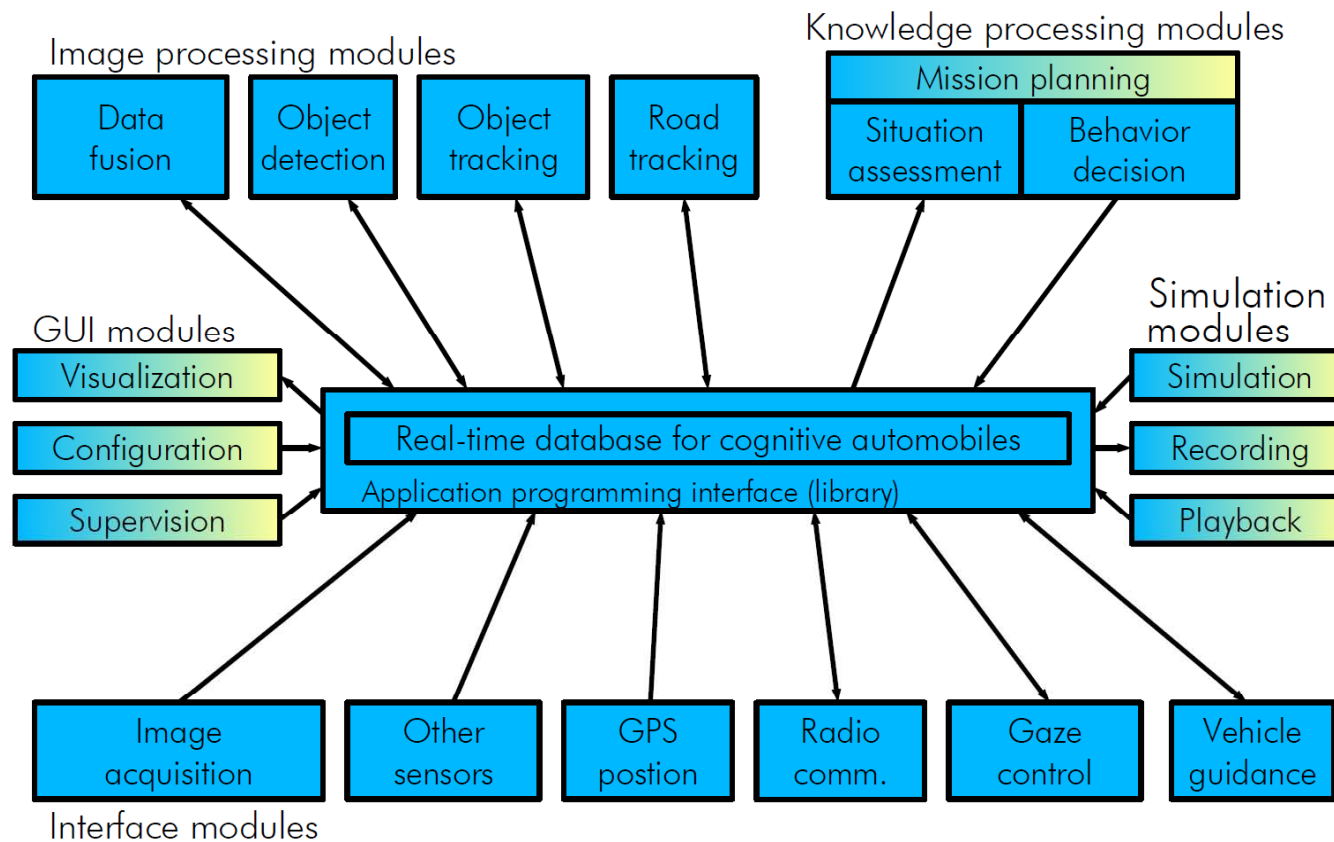 Image processing modules
Knowledge processing modules
Data
fusion
Object
detection
Object
tracking
Road
tracking
Mission planning
Situation
assessment
Behavior
decision
GUI modules
Visualization
Configuration
Supervision
Simulation
modules
Simulation
Recording
Playback
Real-time database for cognitive automobiles
Application programming interface (library)
Image
acquisition
Other
sensors
GPS
postion
Radio
comm.
Gaze
control
Vehicle
guidance
Interface modules